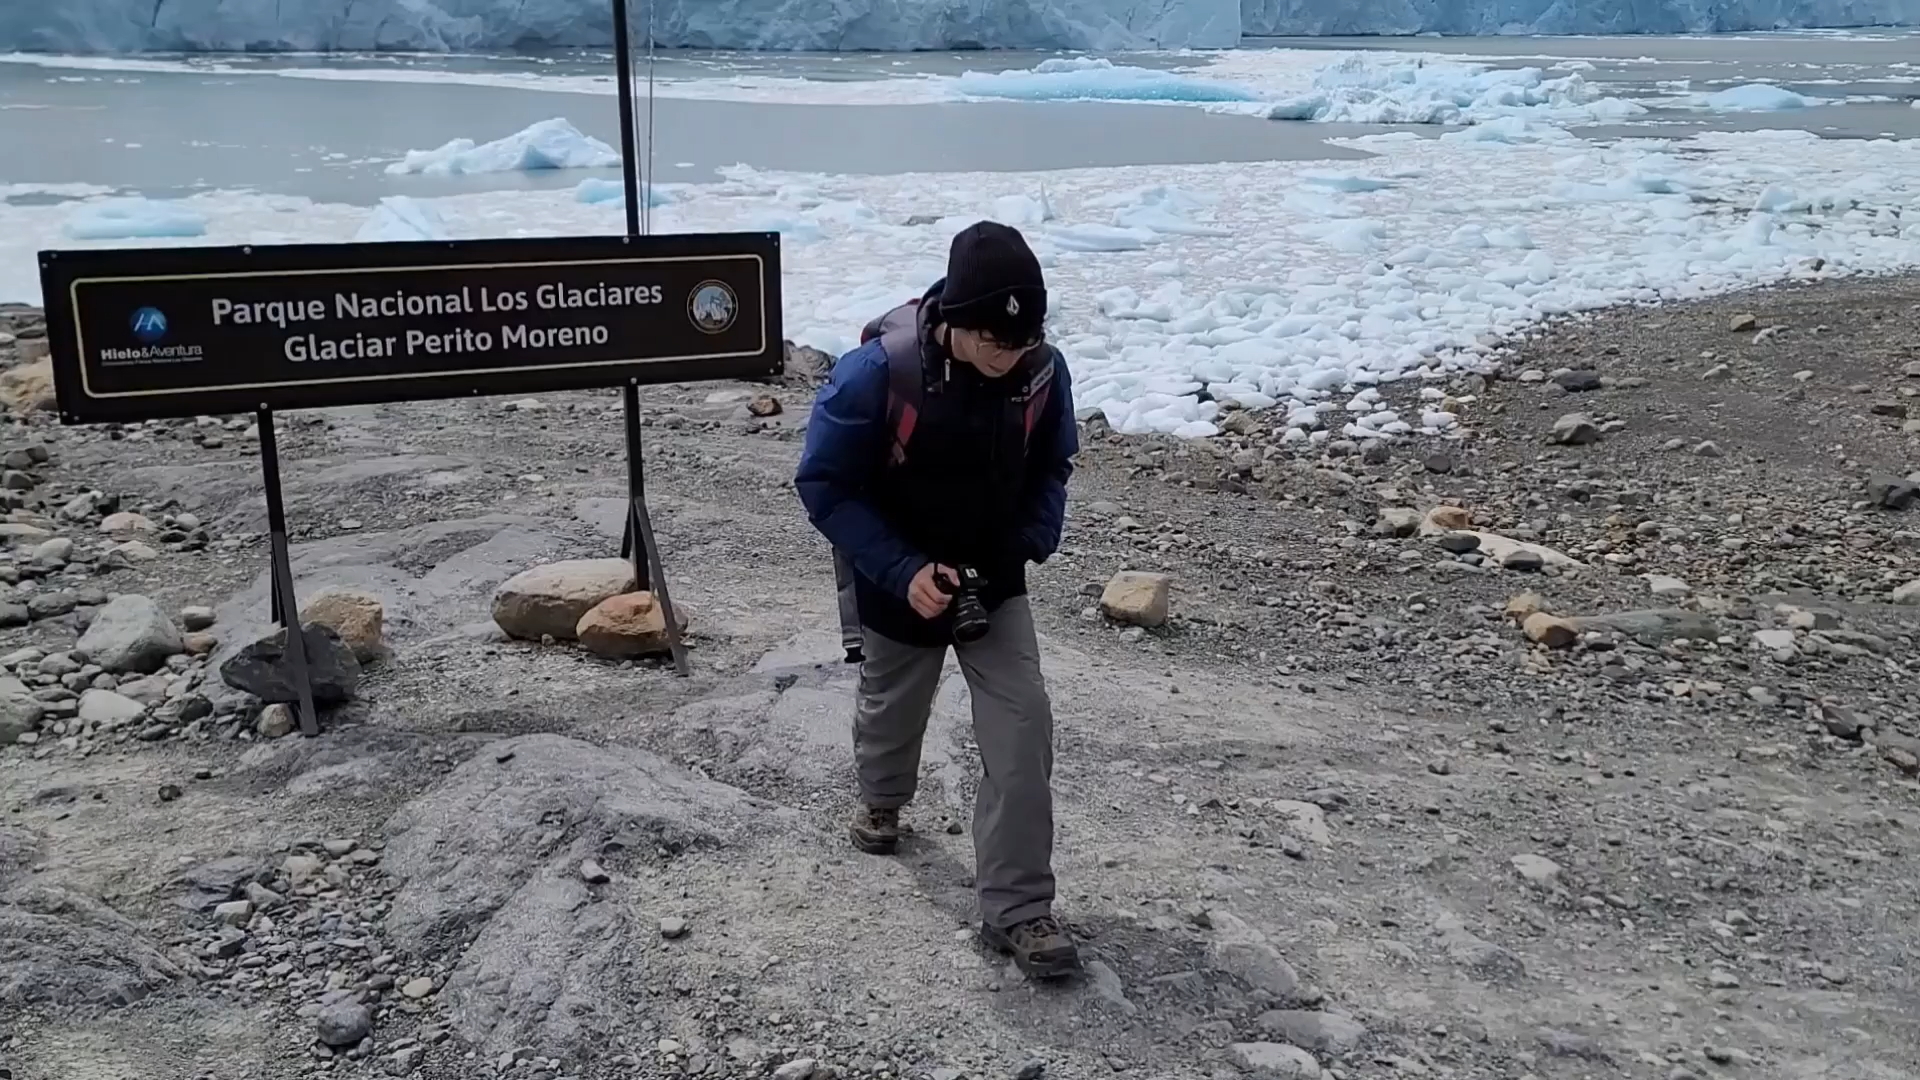 Parque Nacional Los Glaciares
Glaciar Perito Moreno
Hielo&Aventura